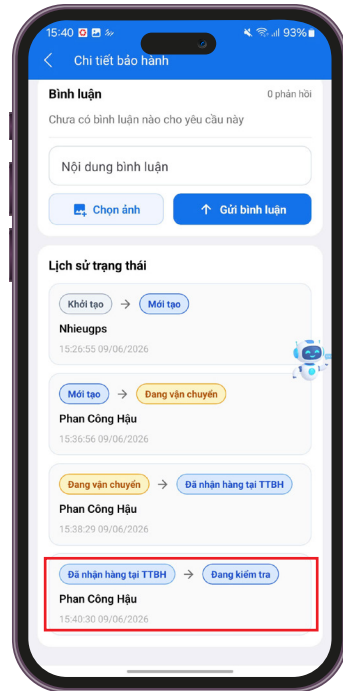 15:40 93%
Chi tiết bảo hành
Bình luận 0 phản hồi
Chưa có bình luận nào cho yêu cầu này
Nội dung bình luận
Chọn ảnh Gửi bình luận
Lịch sử trạng thái
Khởi tạo → Mới tạo
Nhieugps
15:26:55 09/06/2026
Mới tạo → Đang vận chuyển
Phan Công Hậu
15:36:56 09/06/2026
Đang vận chuyển → Đã nhận hàng tại TTBH
Phan Công Hậu
15:38:29 09/06/2026
Đã nhận hàng tại TTBH → Đang kiểm tra
Phan Công Hậu
15:40:30 09/06/2026